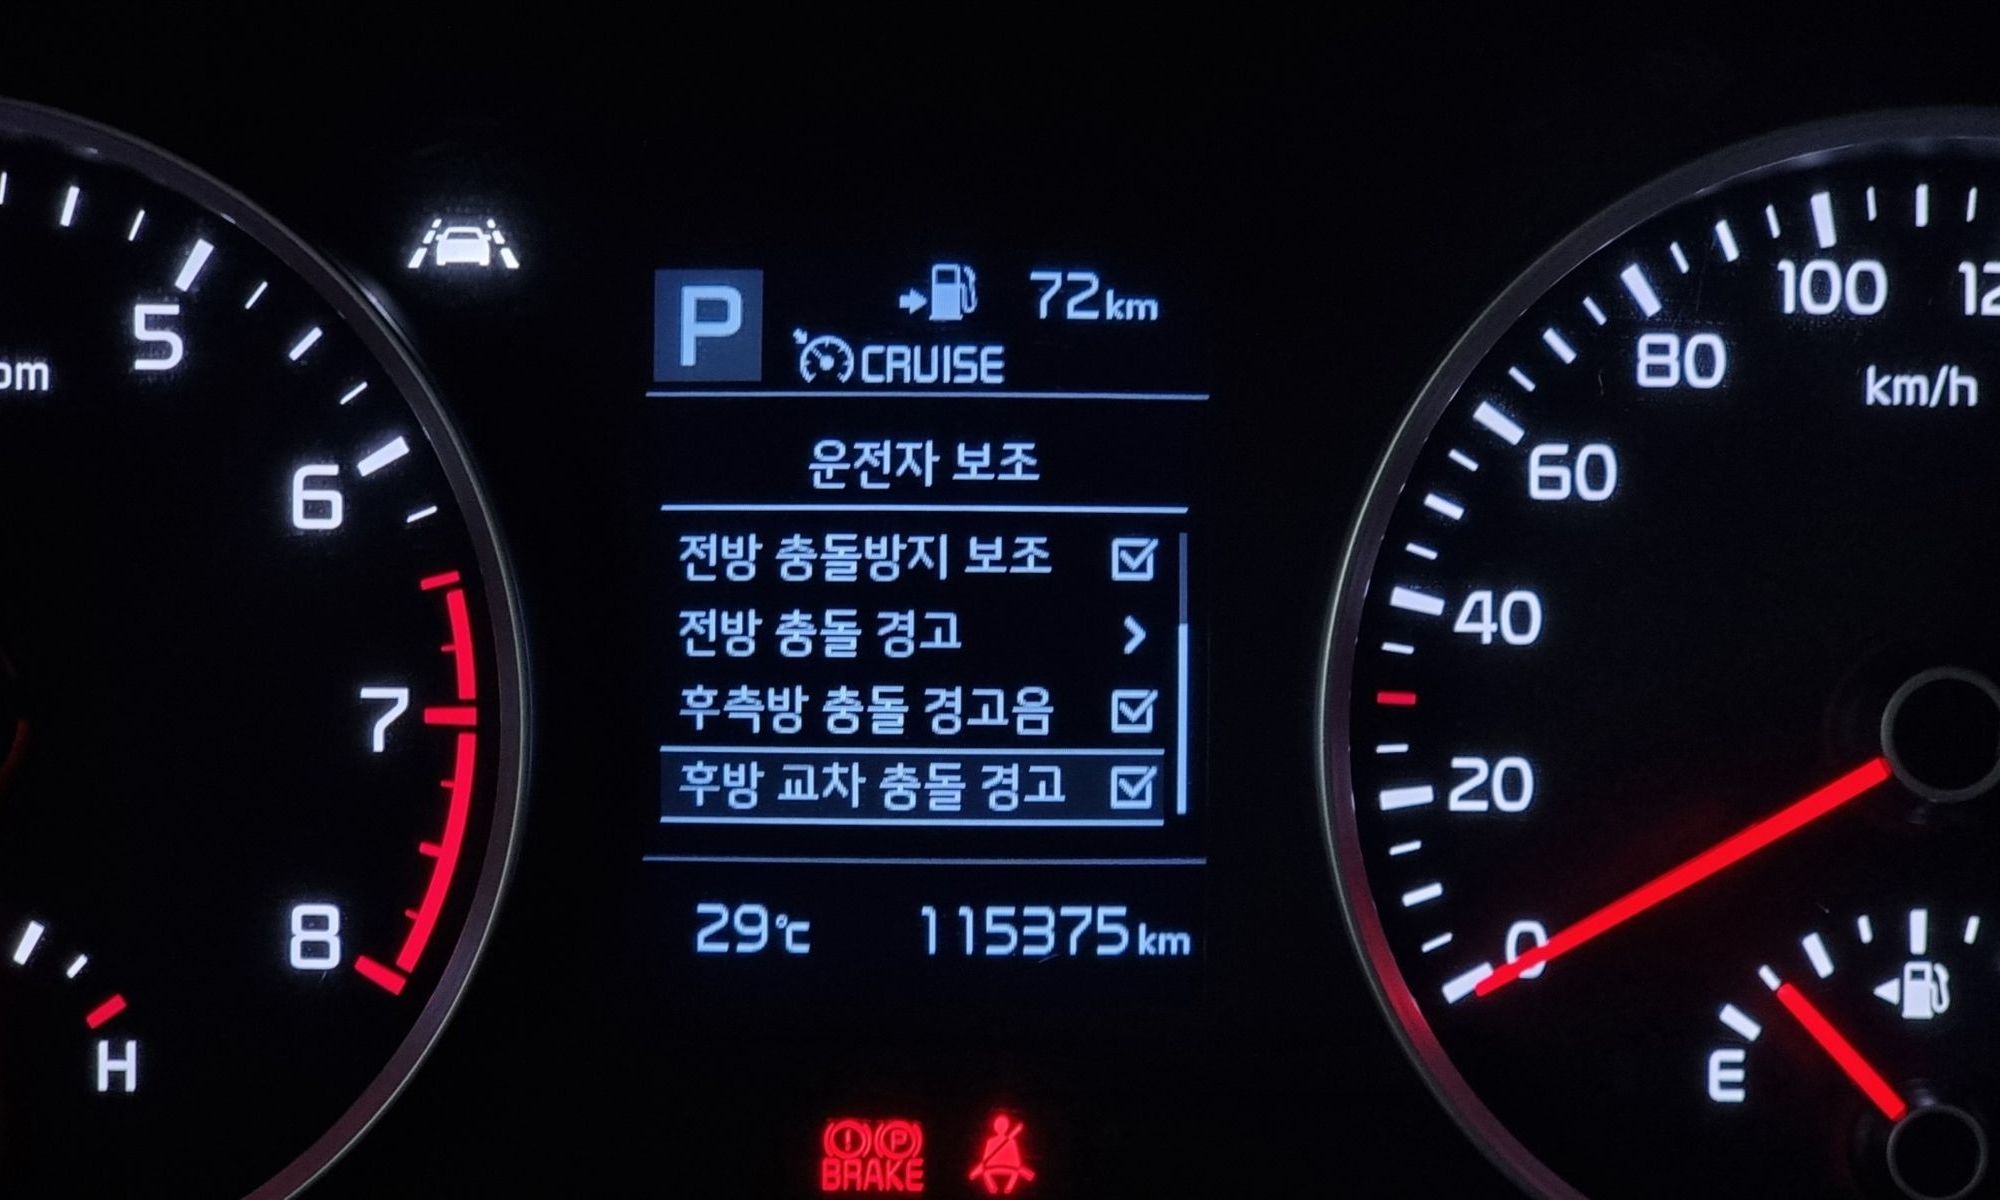 5
6
7
8
H
P
72km
CRUISE
운전자 보조
전방 충돌방지 보조
전방 충돌 경고
후측방 충돌 경고음
후방 교차 충돌 경고
29℃
115375km
P
BRAKE
100
80
km/h
60
40
20
0
E